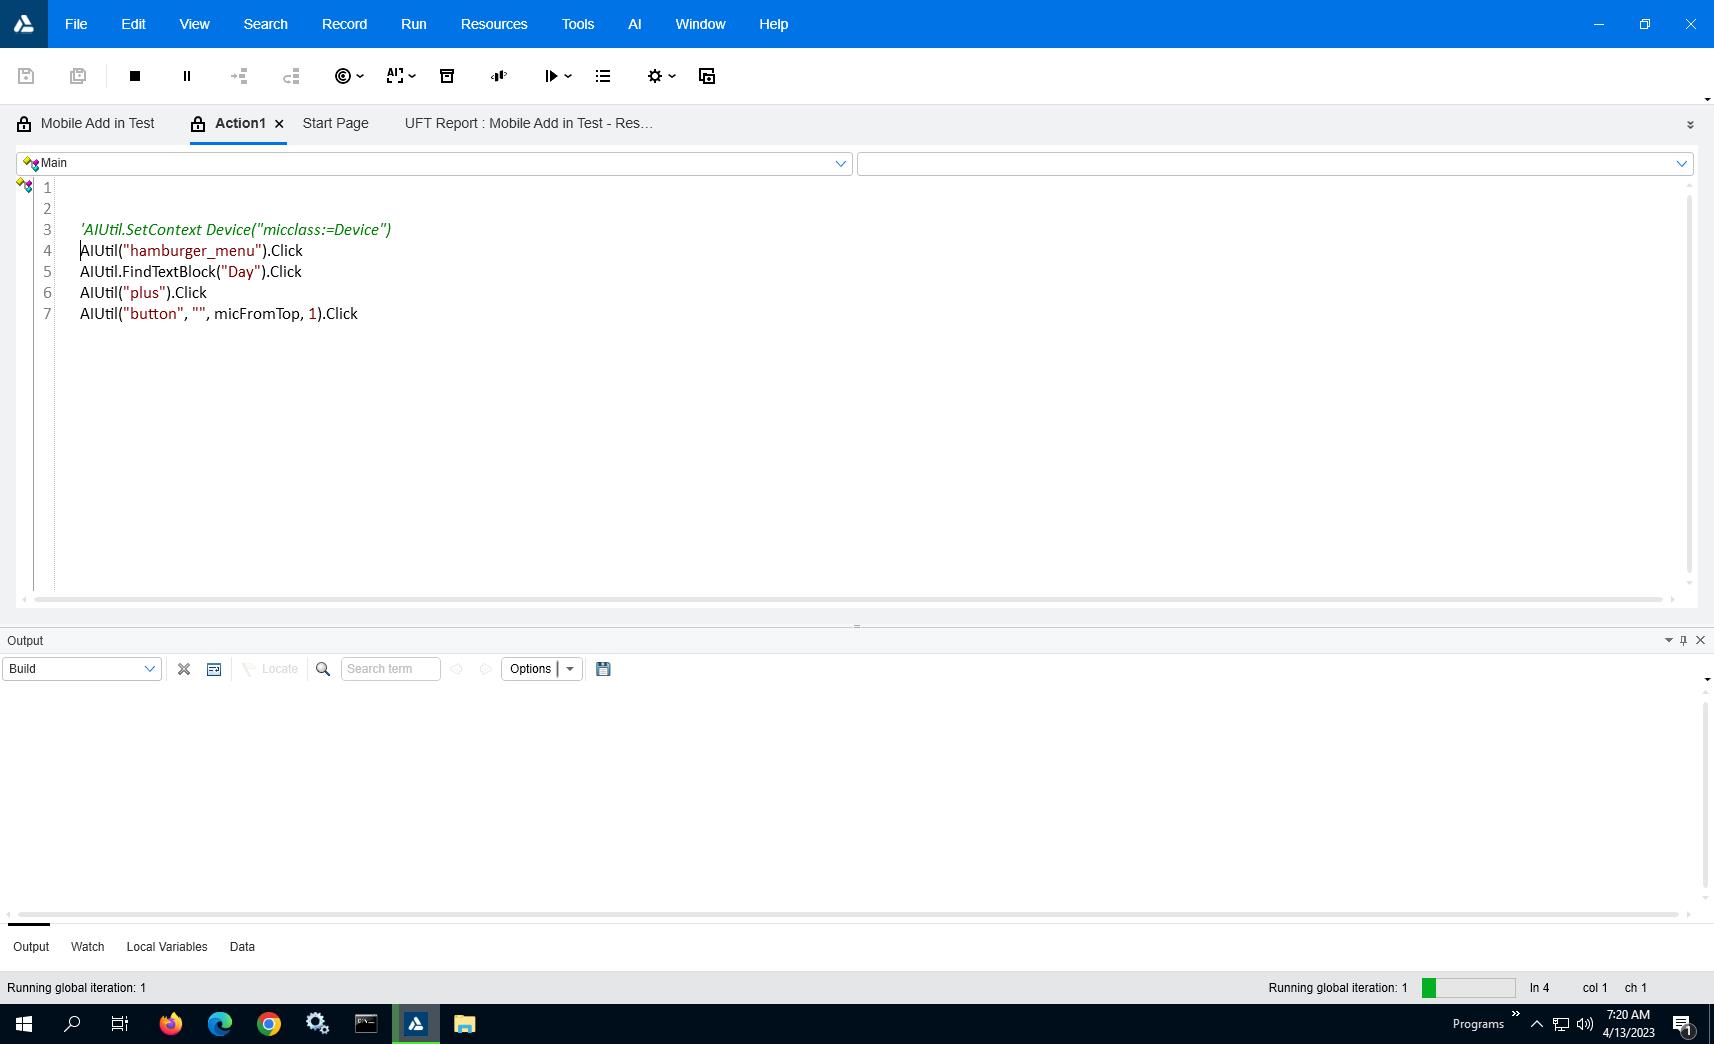 File Edit View Search Record Run Resources Tools AI Window Help
AI
Mobile Add in Test Action1 Start Page UFT Report : Mobile Add in Test - Res...
Main
1
2
3 'AIUtil.SetContext Device("micclass:=Device")
4 AIUtil("hamburger_menu").Click
5 AIUtil.FindTextBlock("Day").Click
6 AIUtil("plus").Click
7 AIUtil("button", "", micFromTop, 1).Click
Output
Build Locate Search term Options
Output Watch Local Variables Data
Running global iteration: 1 Running global iteration: 1 ln 4 col 1 ch 1
Programs 7:20 AM
4/13/2023 1